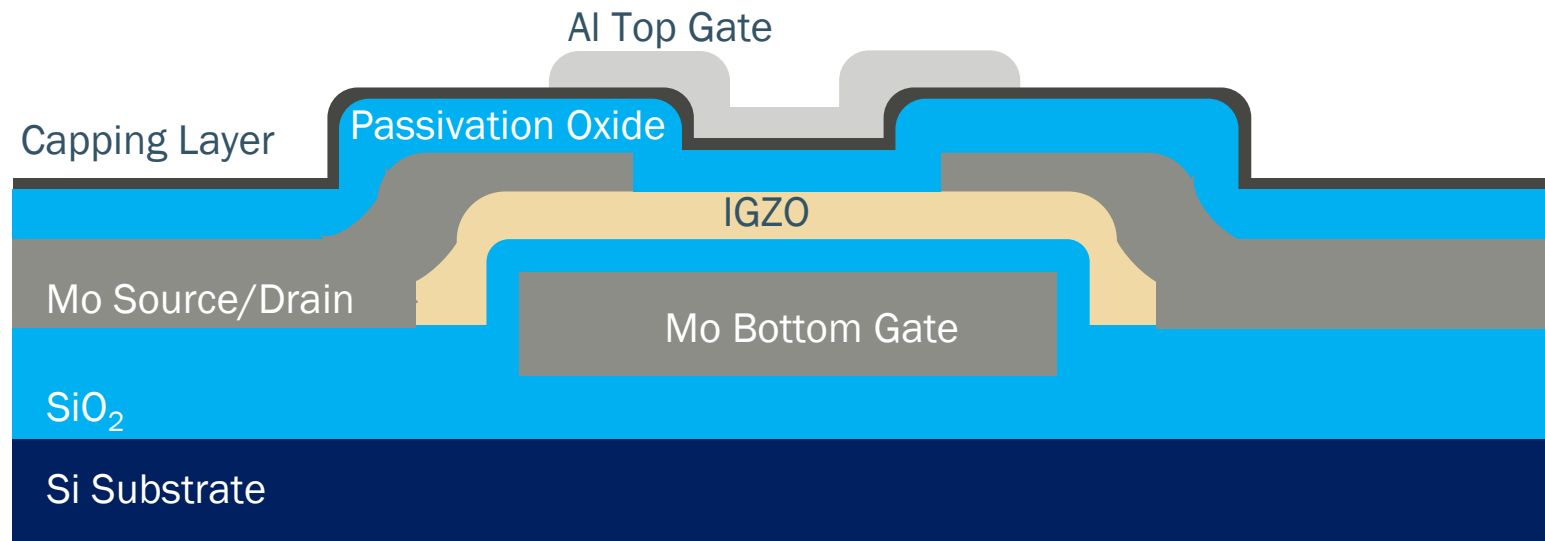 Al Top Gate
Capping Layer
Passivation Oxide
IGZO
Mo Source/Drain
Mo Bottom Gate
SiO₂
Si Substrate